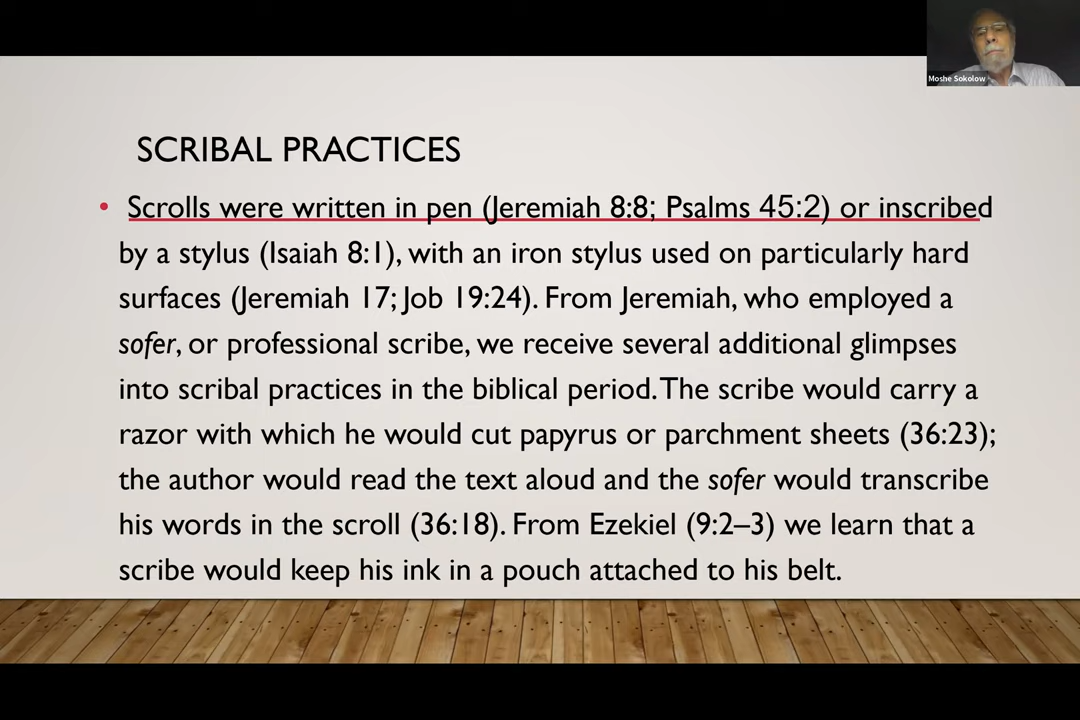 Moshe Sokolow
SCRIBAL PRACTICES
• Scrolls were written in pen (Jeremiah 8:8; Psalms 45:2) or inscribed
by a stylus (Isaiah 8:1), with an iron stylus used on particularly hard
surfaces (Jeremiah 17; Job 19:24). From Jeremiah, who employed a
sofer, or professional scribe, we receive several additional glimpses
into scribal practices in the biblical period. The scribe would carry a
razor with which he would cut papyrus or parchment sheets (36:23);
the author would read the text aloud and the sofer would transcribe
his words in the scroll (36:18). From Ezekiel (9:2–3) we learn that a
scribe would keep his ink in a pouch attached to his belt.